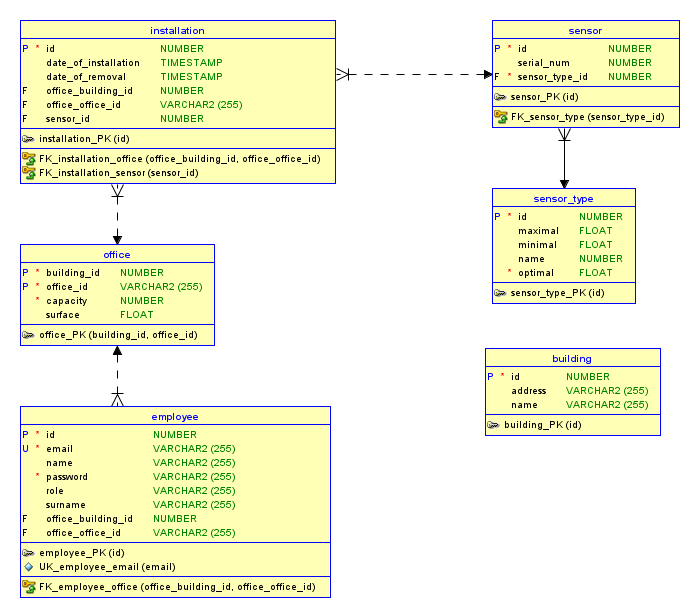 installation
P * id NUMBER
date_of_installation TIMESTAMP
date_of_removal TIMESTAMP
F office_building_id NUMBER
F office_office_id VARCHAR2 (255)
F sensor_id NUMBER
installation_PK (id)
FK_installation_office (office_building_id, office_office_id)
FK_installation_sensor (sensor_id)
sensor
P * id NUMBER
serial_num NUMBER
F * sensor_type_id NUMBER
sensor_PK (id)
FK_sensor_type (sensor_type_id)
sensor_type
P * id NUMBER
maximal FLOAT
minimal FLOAT
name NUMBER
* optimal FLOAT
sensor_type_PK (id)
office
P * building_id NUMBER
P * office_id VARCHAR2 (255)
* capacity NUMBER
surface FLOAT
office_PK (building_id, office_id)
building
P * id NUMBER
address VARCHAR2 (255)
name VARCHAR2 (255)
building_PK (id)
employee
P * id NUMBER
U * email VARCHAR2 (255)
name VARCHAR2 (255)
* password VARCHAR2 (255)
role VARCHAR2 (255)
surname VARCHAR2 (255)
F office_building_id NUMBER
F office_office_id VARCHAR2 (255)
employee_PK (id)
UK_employee_email (email)
FK_employee_office (office_building_id, office_office_id)